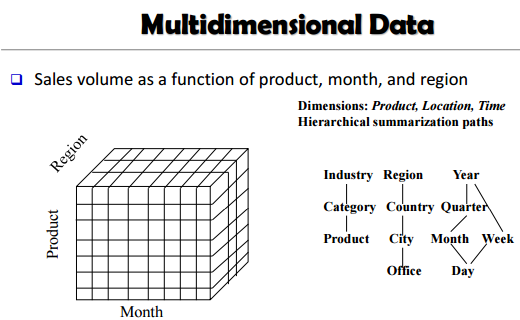 Multidimensional Data
Sales volume as a function of product, month, and region
Dimensions: Product, Location, Time
Hierarchical summarization paths
Region
Product
Month
Industry Region Year
Category Country Quarter
Product City Month Week
Office Day